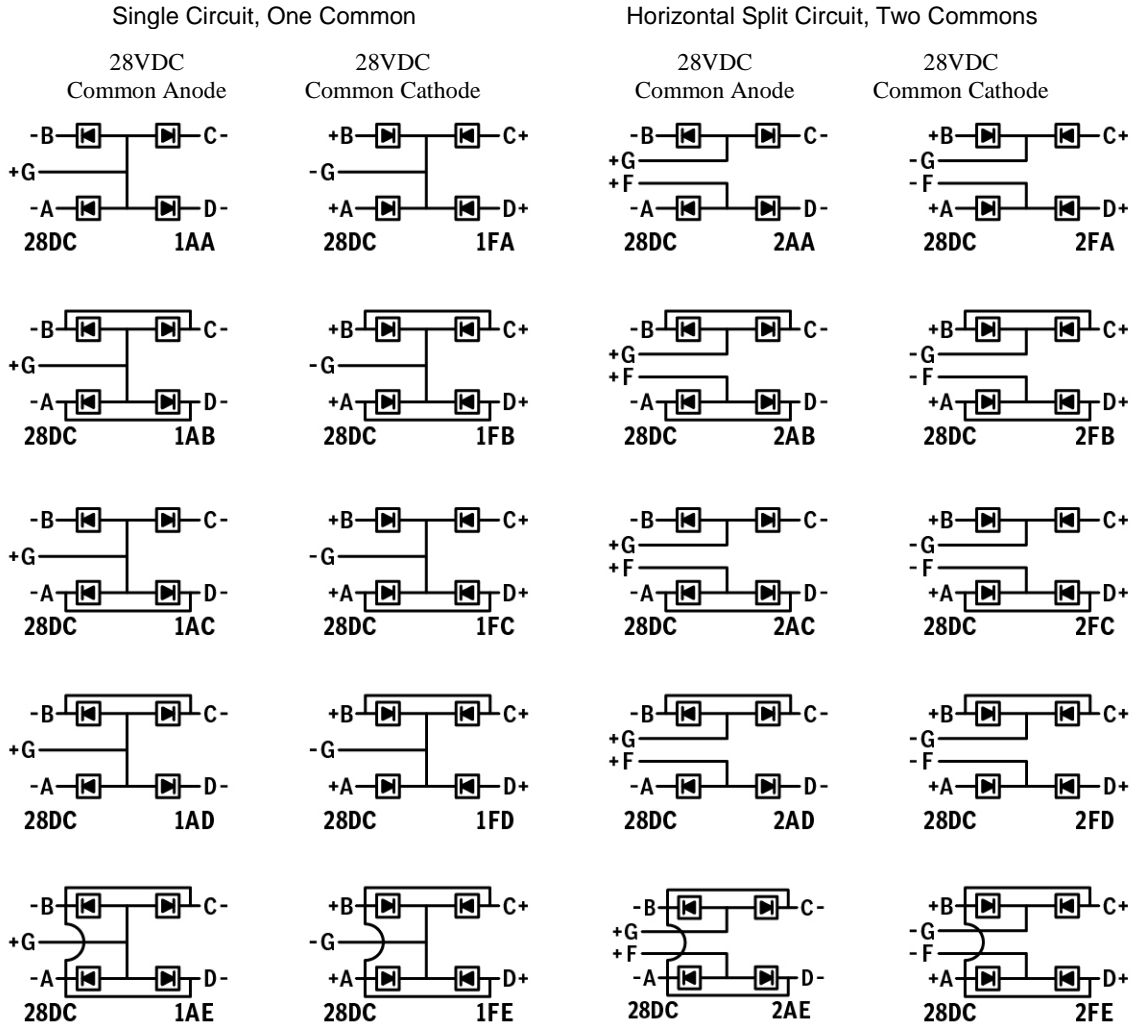 Single Circuit, One Common Horizontal Split Circuit, Two Commons
28VDC 28VDC 28VDC 28VDC
Common Anode Common Cathode Common Anode Common Cathode
-B C- +B C+ -B C- +B C+
+G -G +G -G
+F -F
-A D- +A D+ -A D- +A D+
28DC 1AA 28DC 1FA 28DC 2AA 28DC 2FA
-B C- +B C+ -B C- +B C+
+G -G +G -G
+F -F
-A D- +A D+ -A D- +A D+
28DC 1AB 28DC 1FB 28DC 2AB 28DC 2FB
-B C- +B C+ -B C- +B C+
+G -G +G -G
+F -F
-A D- +A D+ -A D- +A D+
28DC 1AC 28DC 1FC 28DC 2AC 28DC 2FC
-B C- +B C+ -B C- +B C+
+G -G +G -G
+F -F
-A D- +A D+ -A D- +A D+
28DC 1AD 28DC 1FD 28DC 2AD 28DC 2FD
-B C- +B C+ -B C- +B C+
+G -G +G -G
+F -F
-A D- +A D+ -A D- +A D+
28DC 1AE 28DC 1FE 28DC 2AE 28DC 2FE